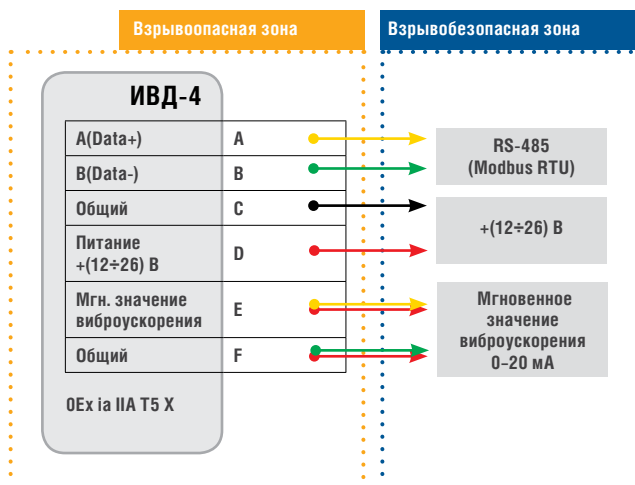 Взрывоопасная зона
Взрывобезопасная зона
ИВД-4
A(Data+) A
B(Data-) B
Общий C
Питание
+(12÷26) В D
Мгн. значение
виброускорения E
Общий F
0Ex ia IIA T5 X
RS-485
(Modbus RTU)
+(12÷26) В
Мгновенное
значение
виброускорения
0-20 мА